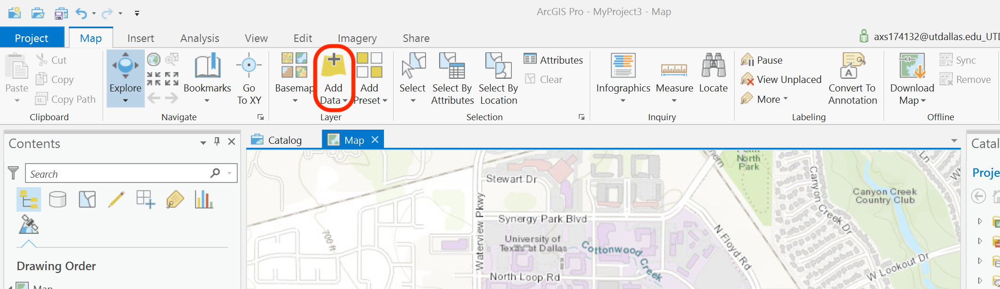 ArcGIS Pro - MyProject3 - Map
Project Map Insert Analysis View Edit Imagery Share
axs174132@utdallas.edu_UTD
Paste
Cut
Copy
Copy Path
Clipboard
Explore
Bookmarks
Go
To XY
Navigate
Basemap
Add
Data
Add
Preset
Layer
Select
Select By
Attributes
Select By
Location
Attributes
Clear
Selection
Infographics
Measure
Locate
Inquiry
Pause
View Unplaced
More
Convert To
Annotation
Labeling
Download
Map
Sync
Remove
Offline
Contents
Search
Drawing Order
Map
Catalog
Map
Stewart Dr
Synergy Park Blvd
University of
Texas at Dallas
Waterview Pkwy
700 ft
North Loop Rd
Cottonwood
Creek
N Floyd Rd
North
Park
Canyon Creek Dr
Canyon Creek
Country Club
W Lookout Dr
Ln
Catal
Proje
A